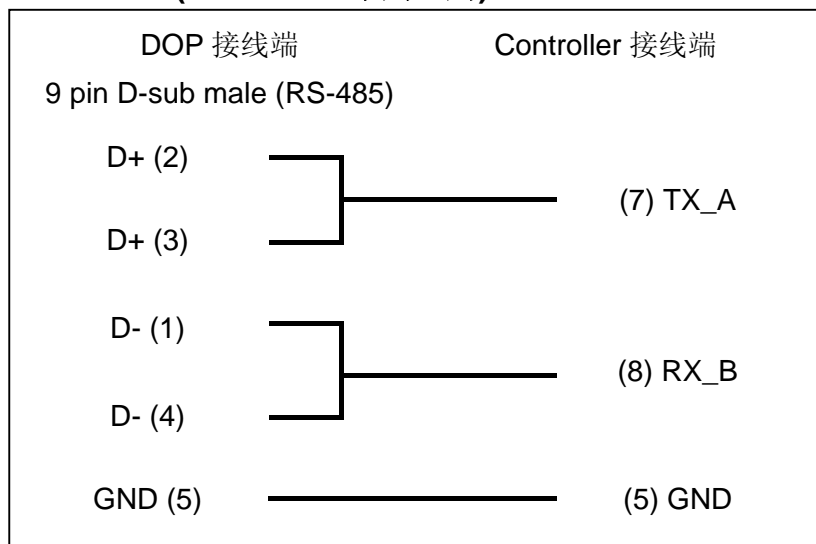 DOP 接线端 Controller 接线端
9 pin D-sub male (RS-485)
D+ (2)
(7) TX_A
D+ (3)
D- (1)
(8) RX_B
D- (4)
GND (5) (5) GND